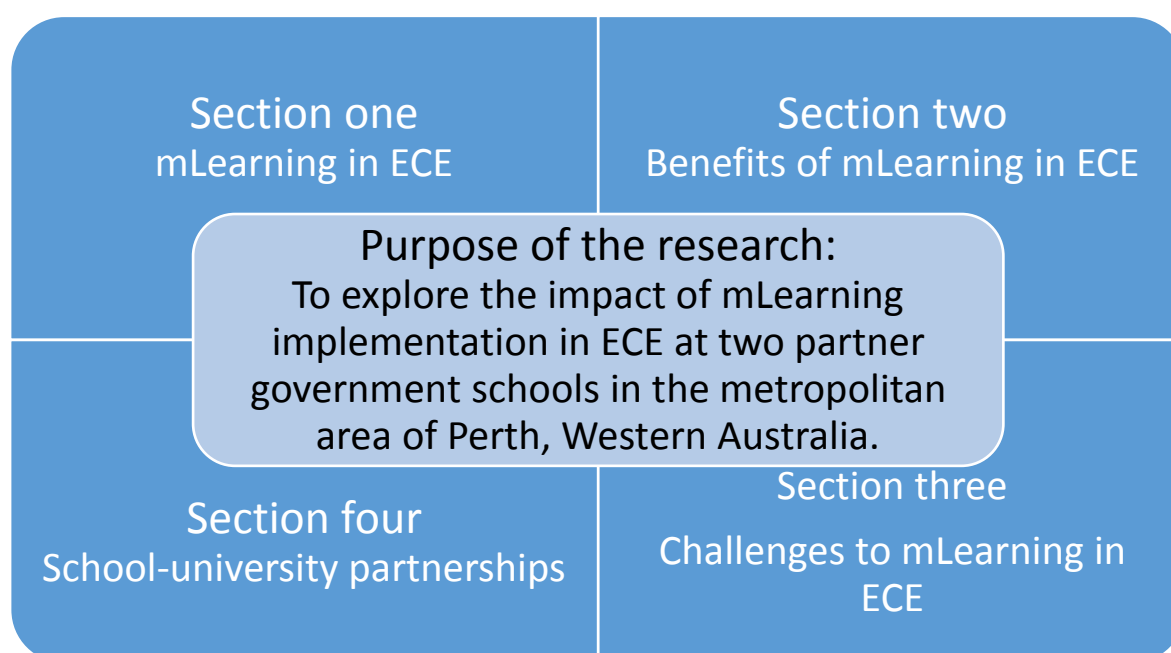 Section one
mLearning in ECE
Section two
Benefits of mLearning in ECE
Purpose of the research:
To explore the impact of mLearning
implementation in ECE at two partner
government schools in the metropolitan
area of Perth, Western Australia.
Section four
School-university partnerships
Section three
Challenges to mLearning in
ECE